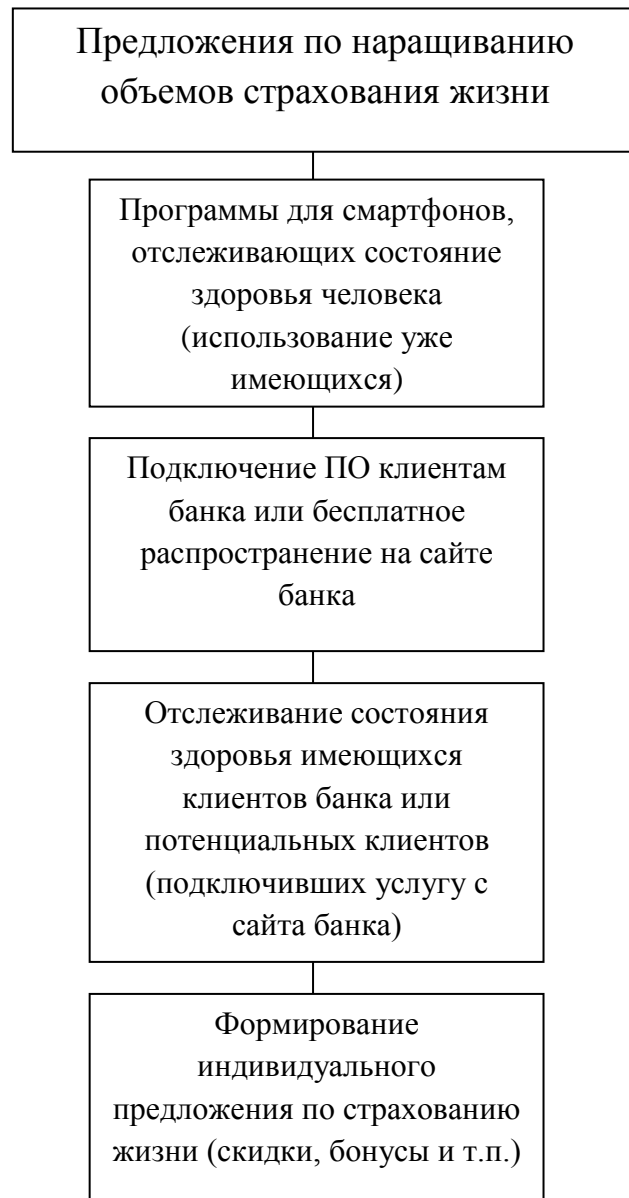 Предложения по наращиванию
объемов страхования жизни
Программы для смартфонов,
отслеживающих состояние
здоровья человека
(использование уже
имеющихся)
Подключение ПО клиентам
банка или бесплатное
распространение на сайте
банка
Отслеживание состояния
здоровья имеющихся
клиентов банка или
потенциальных клиентов
(подключивших услугу с
сайта банка)
Формирование
индивидуального
предложения по страхованию
жизни (скидки, бонусы и т.п.)